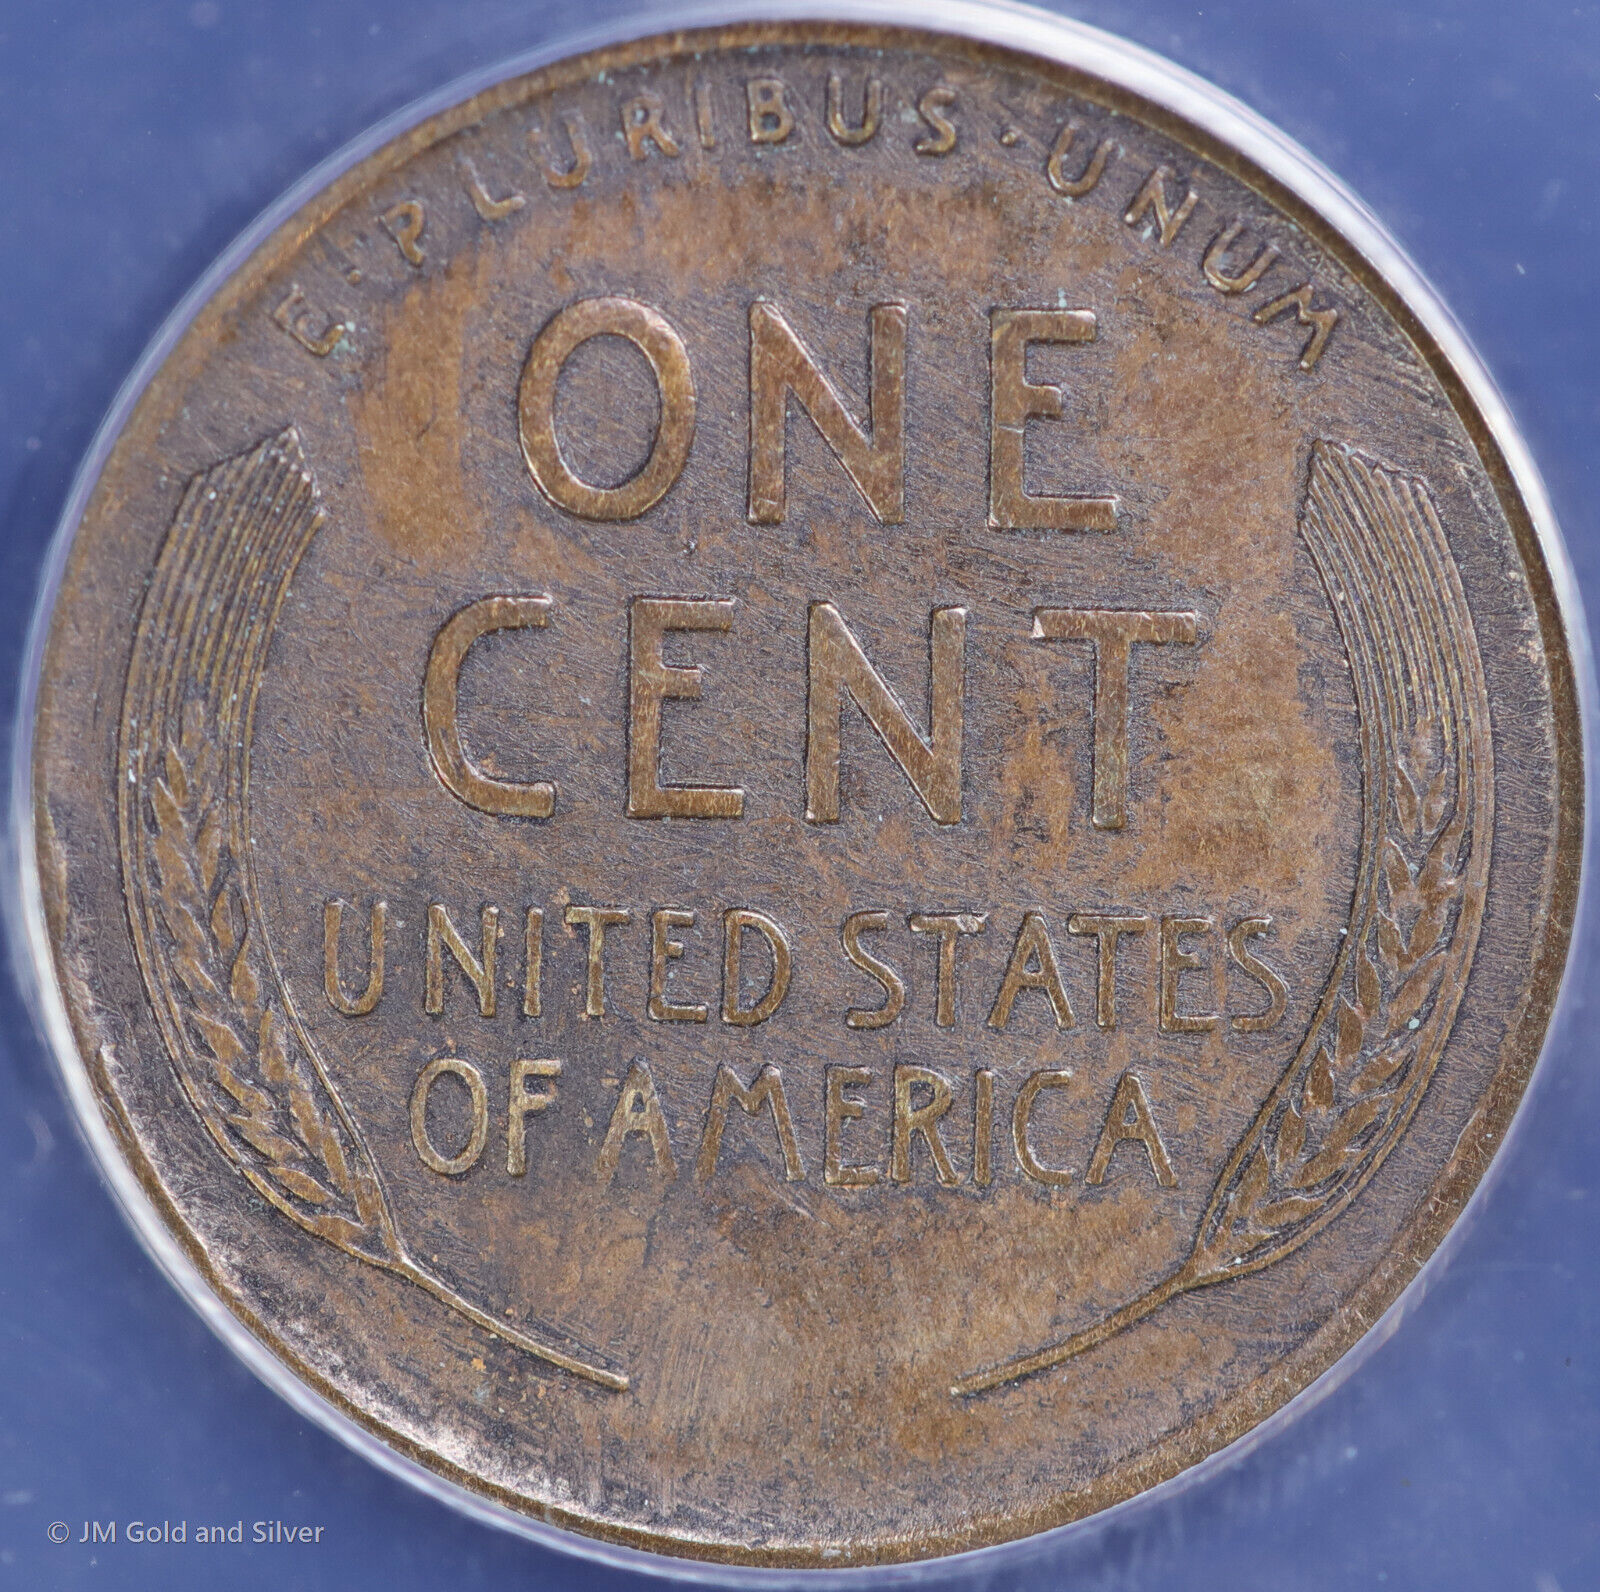 E·PLURIBUS·UNUM
ONE
CENT
UNITED STATES
OF AMERICA
© JM Gold and Silver